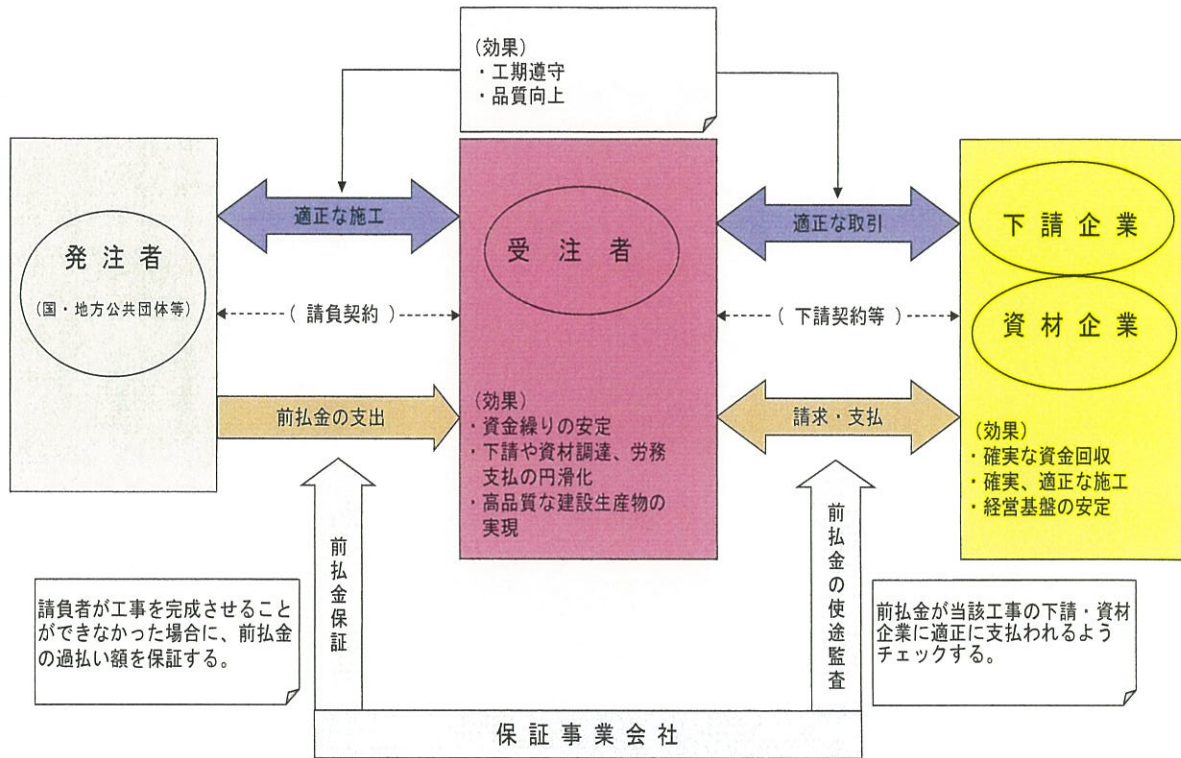 （効果）
・工期遵守
・品質向上
適正な施工
適正な取引
発注者
（国・地方公共団体等）
受注者
下請企業
資材企業
（ 請負契約 ）
（ 下請契約等 ）
前払金の支出
請求・支払
（効果）
・資金繰りの安定
・下請や資材調達、労務
支払の円滑化
・高品質な建設生産物の
実現
（効果）
・確実な資金回収
・確実、適正な施工
・経営基盤の安定
前払金保証
前払金の使途監査
請負者が工事を完成させること
ができなかった場合に、前払金
の過払い額を保証する。
前払金が当該工事の下請・資材
企業に適正に支払われるよう
チェックする。
保証事業会社